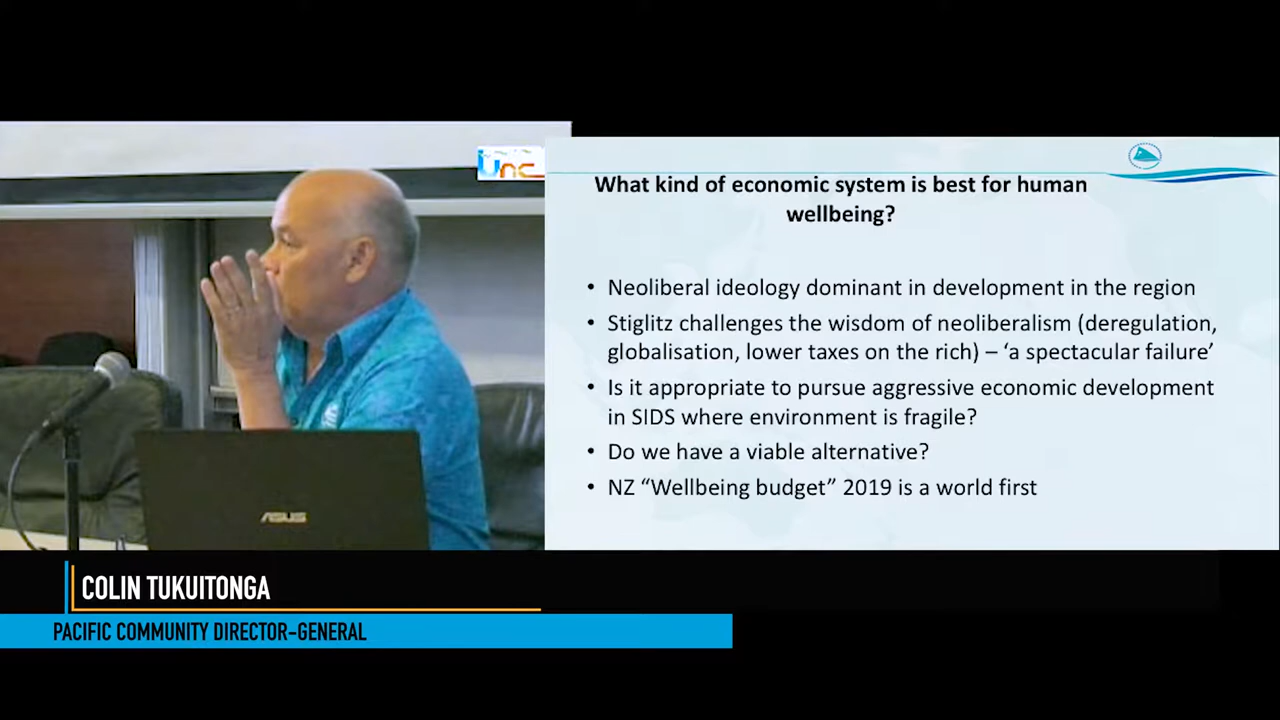 Unc
What kind of economic system is best for human
wellbeing?
• Neoliberal ideology dominant in development in the region
• Stiglitz challenges the wisdom of neoliberalism (deregulation,
globalisation, lower taxes on the rich) – ‘a spectacular failure’
• Is it appropriate to pursue aggressive economic development
in SIDS where environment is fragile?
• Do we have a viable alternative?
• NZ “Wellbeing budget” 2019 is a world first
ASUS
COLIN TUKUITONGA
PACIFIC COMMUNITY DIRECTOR-GENERAL